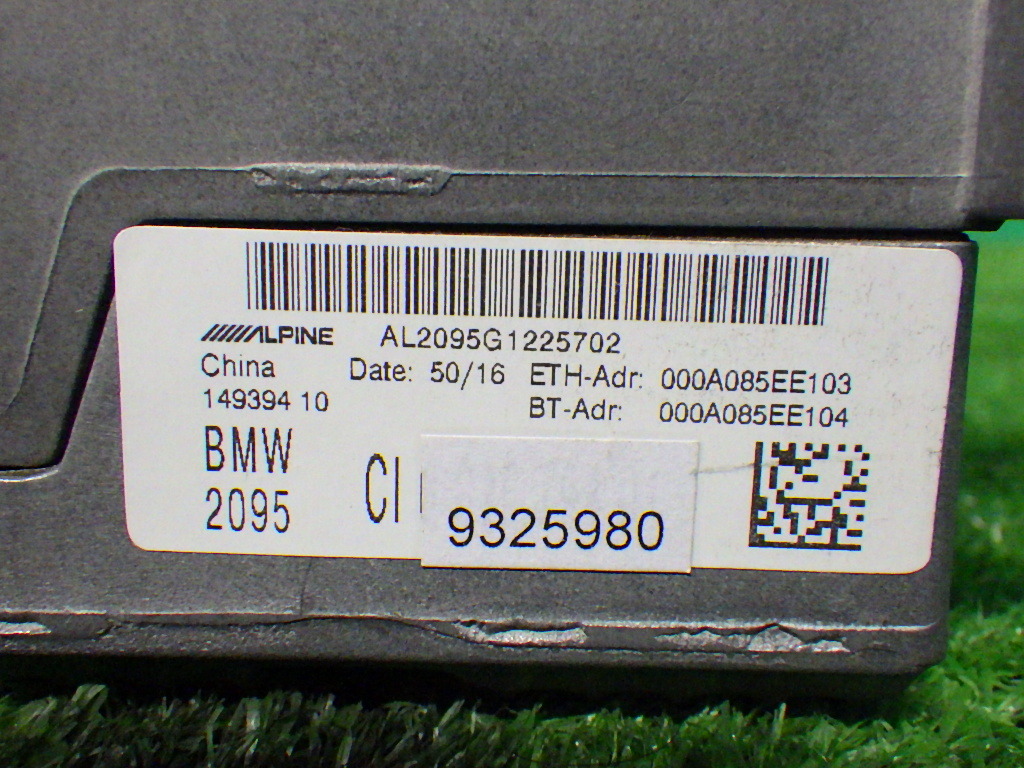 ALPINE AL2095G1225702
China Date: 50/16 ETH-Adr: 000A085EE103
149394 10 BT-Adr: 000A085EE104
BMW
2095
CI
9325980